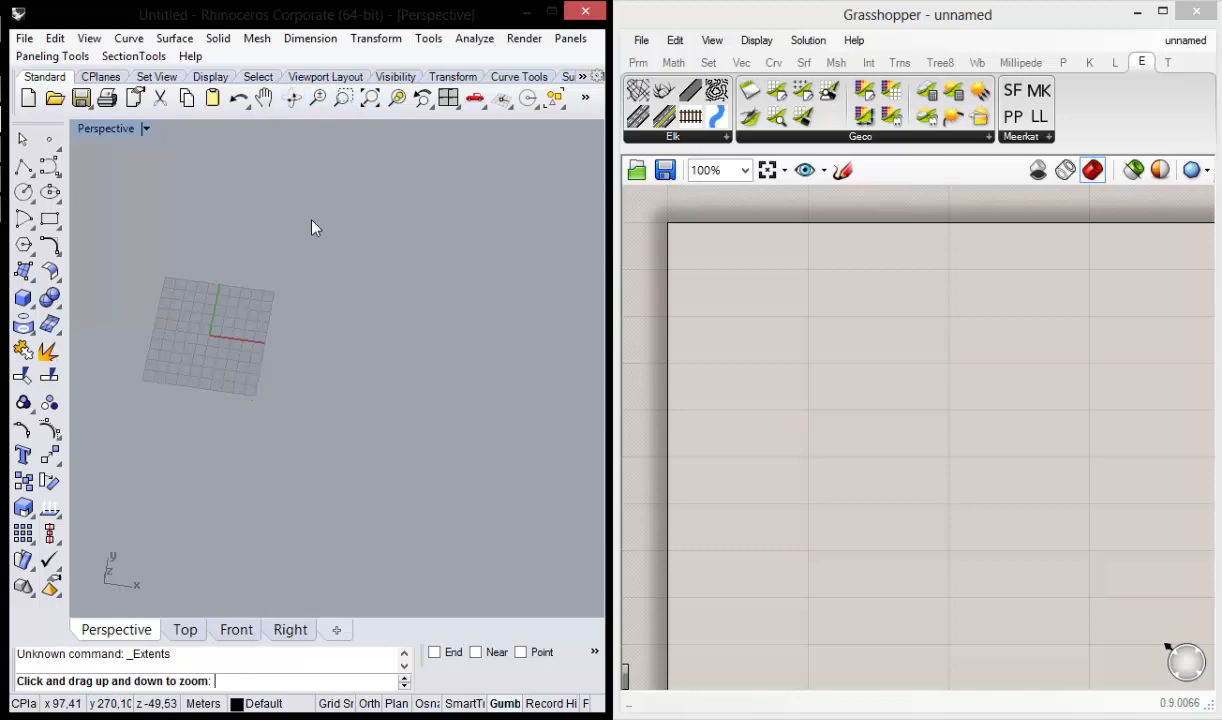 Untitled - Rhinoceros Corporate (64-bit) - [Perspective]
File Edit View Curve Surface Solid Mesh Dimension Transform Tools Analyze Render Panels
Paneling Tools SectionTools Help
Standard CPlanes Set View Display Select Viewport Layout Visibility Transform Curve Tools Su »
»
Perspective
y
z
x
Perspective Top Front Right
Unknown command: _Extents
Click and drag up and down to zoom:
End Near Point »
CPla x 97,41 y 270,10 z -49,53 Meters Default Grid Sr Orth Plan Osna SmartTi Gumb Record Hi F
Grasshopper - unnamed
File Edit View Display Solution Help unnamed
Prm Math Set Vec Crv Srf Msh Int Trns Tree8 Wb Millipede P K L E T
SF MK
PP LL
Elk Geco Meerkat
100%
0.9.0066